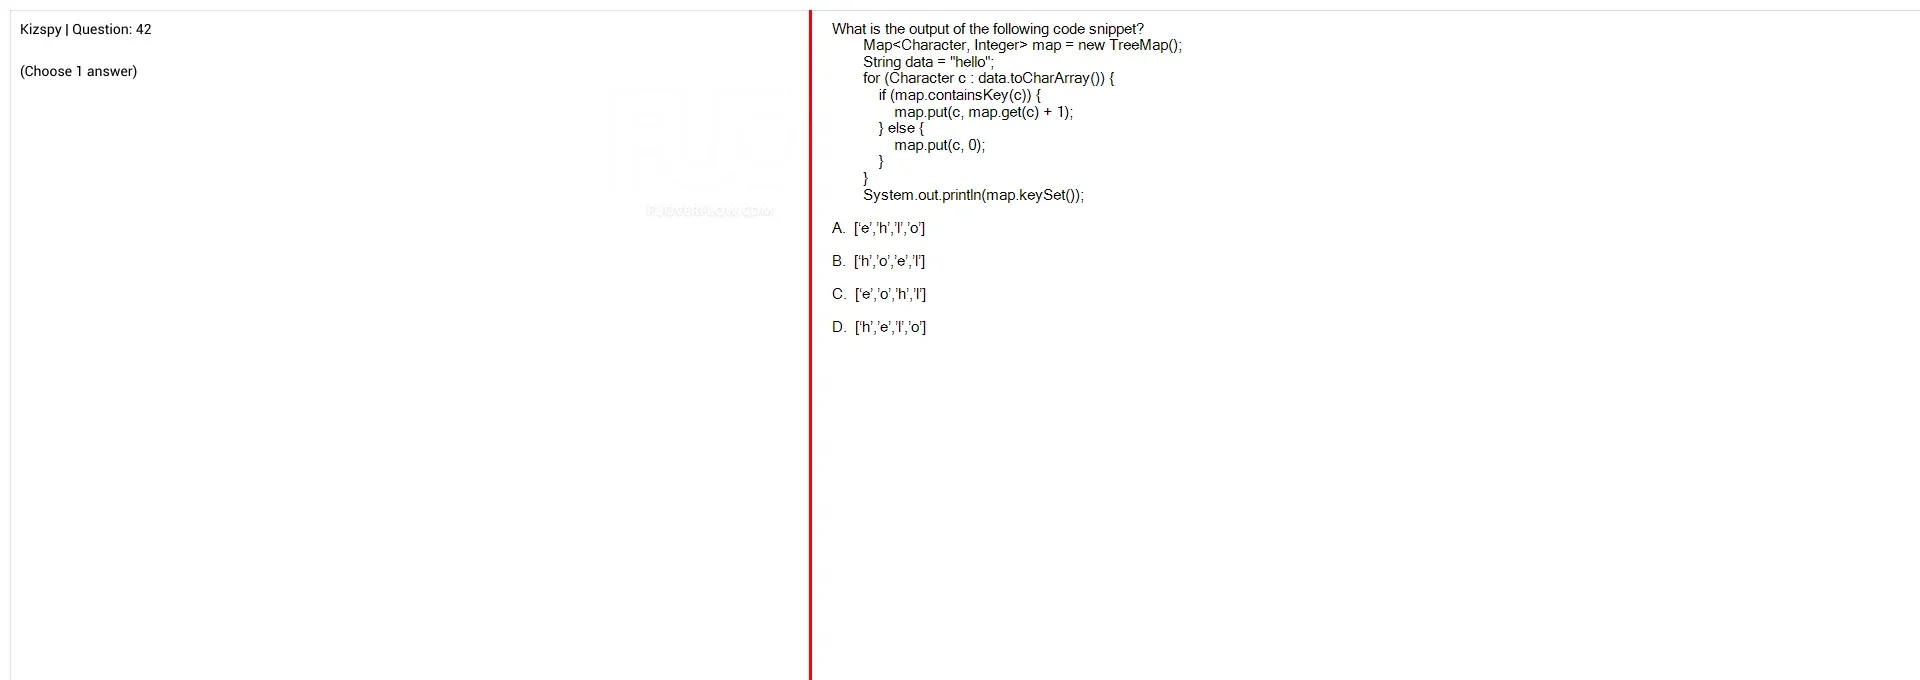 Kizspy | Question: 42
(Choose 1 answer)
FUOVERFLOW.COM
What is the output of the following code snippet?
Map<Character, Integer> map = new TreeMap();
String data = "hello";
for (Character c : data.toCharArray()) {
if (map.containsKey(c)) {
map.put(c, map.get(c) + 1);
} else {
map.put(c, 0);
}
}
System.out.println(map.keySet());
A. [‘e’,’h’,’l’,’o’]
B. [‘h’,’o’,’e’,’l’]
C. [‘e’,’o’,’h’,’l’]
D. [‘h’,’e’,’l’,’o’]